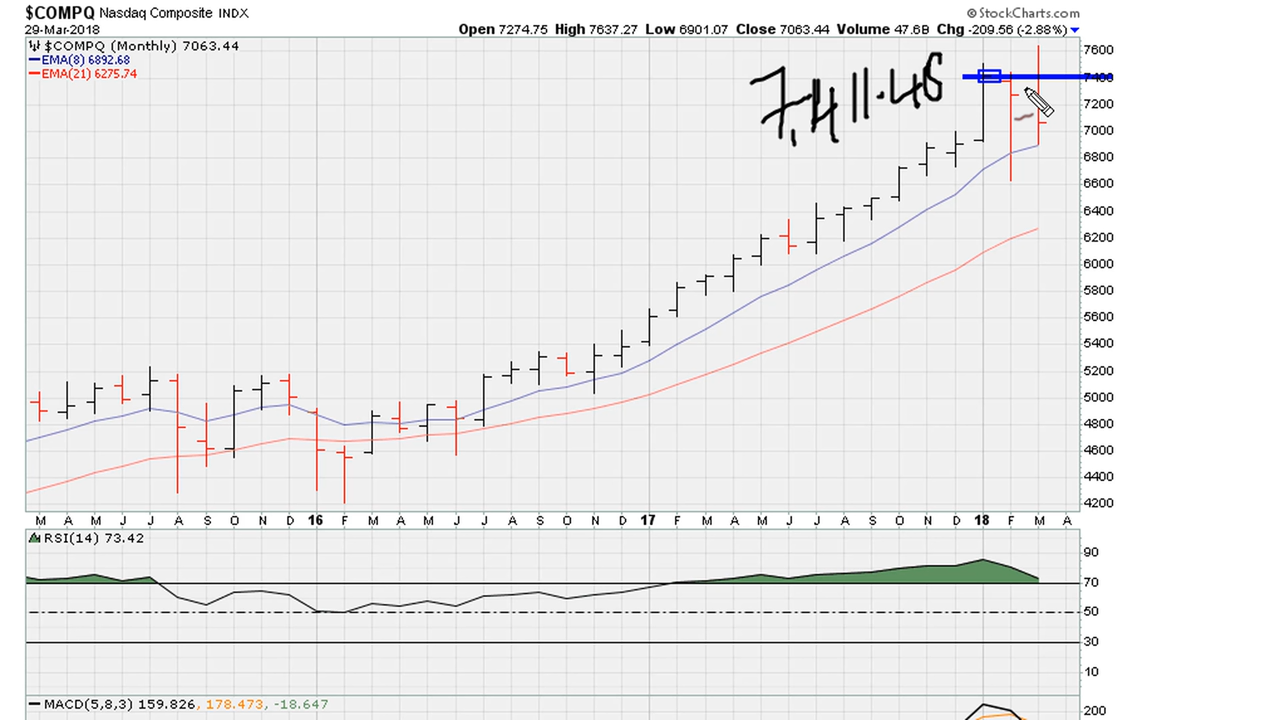 $COMPQ Nasdaq Composite INDX
© StockCharts.com
29-Mar-2018
Open 7274.75 High 7637.27 Low 6901.07 Close 7063.44 Volume 47.6B Chg -209.56 (-2.88%)
$COMPQ (Monthly) 7063.44
EMA(8) 6892.68
EMA(21) 6275.74
7,411.48
7600
7400
7200
7000
6800
6600
6400
6200
6000
5800
5600
5400
5200
5000
4800
4600
4400
4200
M A M J J A S O N D 16 F M A M J J A S O N D 17 F M A M J J A S O N D 18 F M A
RSI(14) 73.42
90
70
50
30
10
MACD(5,8,3) 159.826, 178.473, -18.647
200